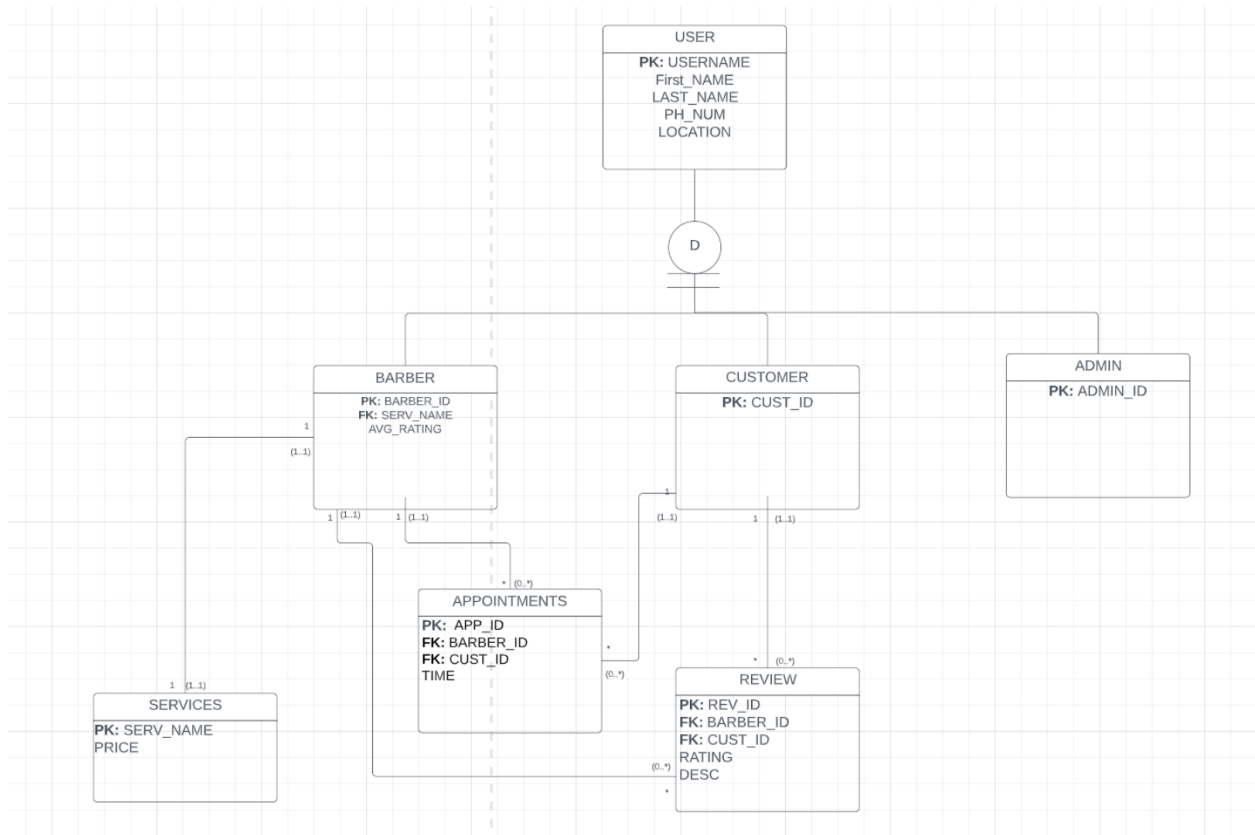 USER
PK: USERNAME
First_NAME
LAST_NAME
PH_NUM
LOCATION
D
BARBER
PK: BARBER_ID
FK: SERV_NAME
AVG_RATING
1
(1..1)
1 (1..1)
1 (1..1)
CUSTOMER
PK: CUST_ID
1
(1..1)
1 (1..1)
ADMIN
PK: ADMIN_ID
* (0..*)
APPOINTMENTS
PK: APP_ID
FK: BARBER_ID
FK: CUST_ID
TIME
*
(0..*)
* (0..*)
REVIEW
PK: REV_ID
FK: BARBER_ID
FK: CUST_ID
RATING
DESC
(0..*)
*
1 (1..1)
SERVICES
PK: SERV_NAME
PRICE